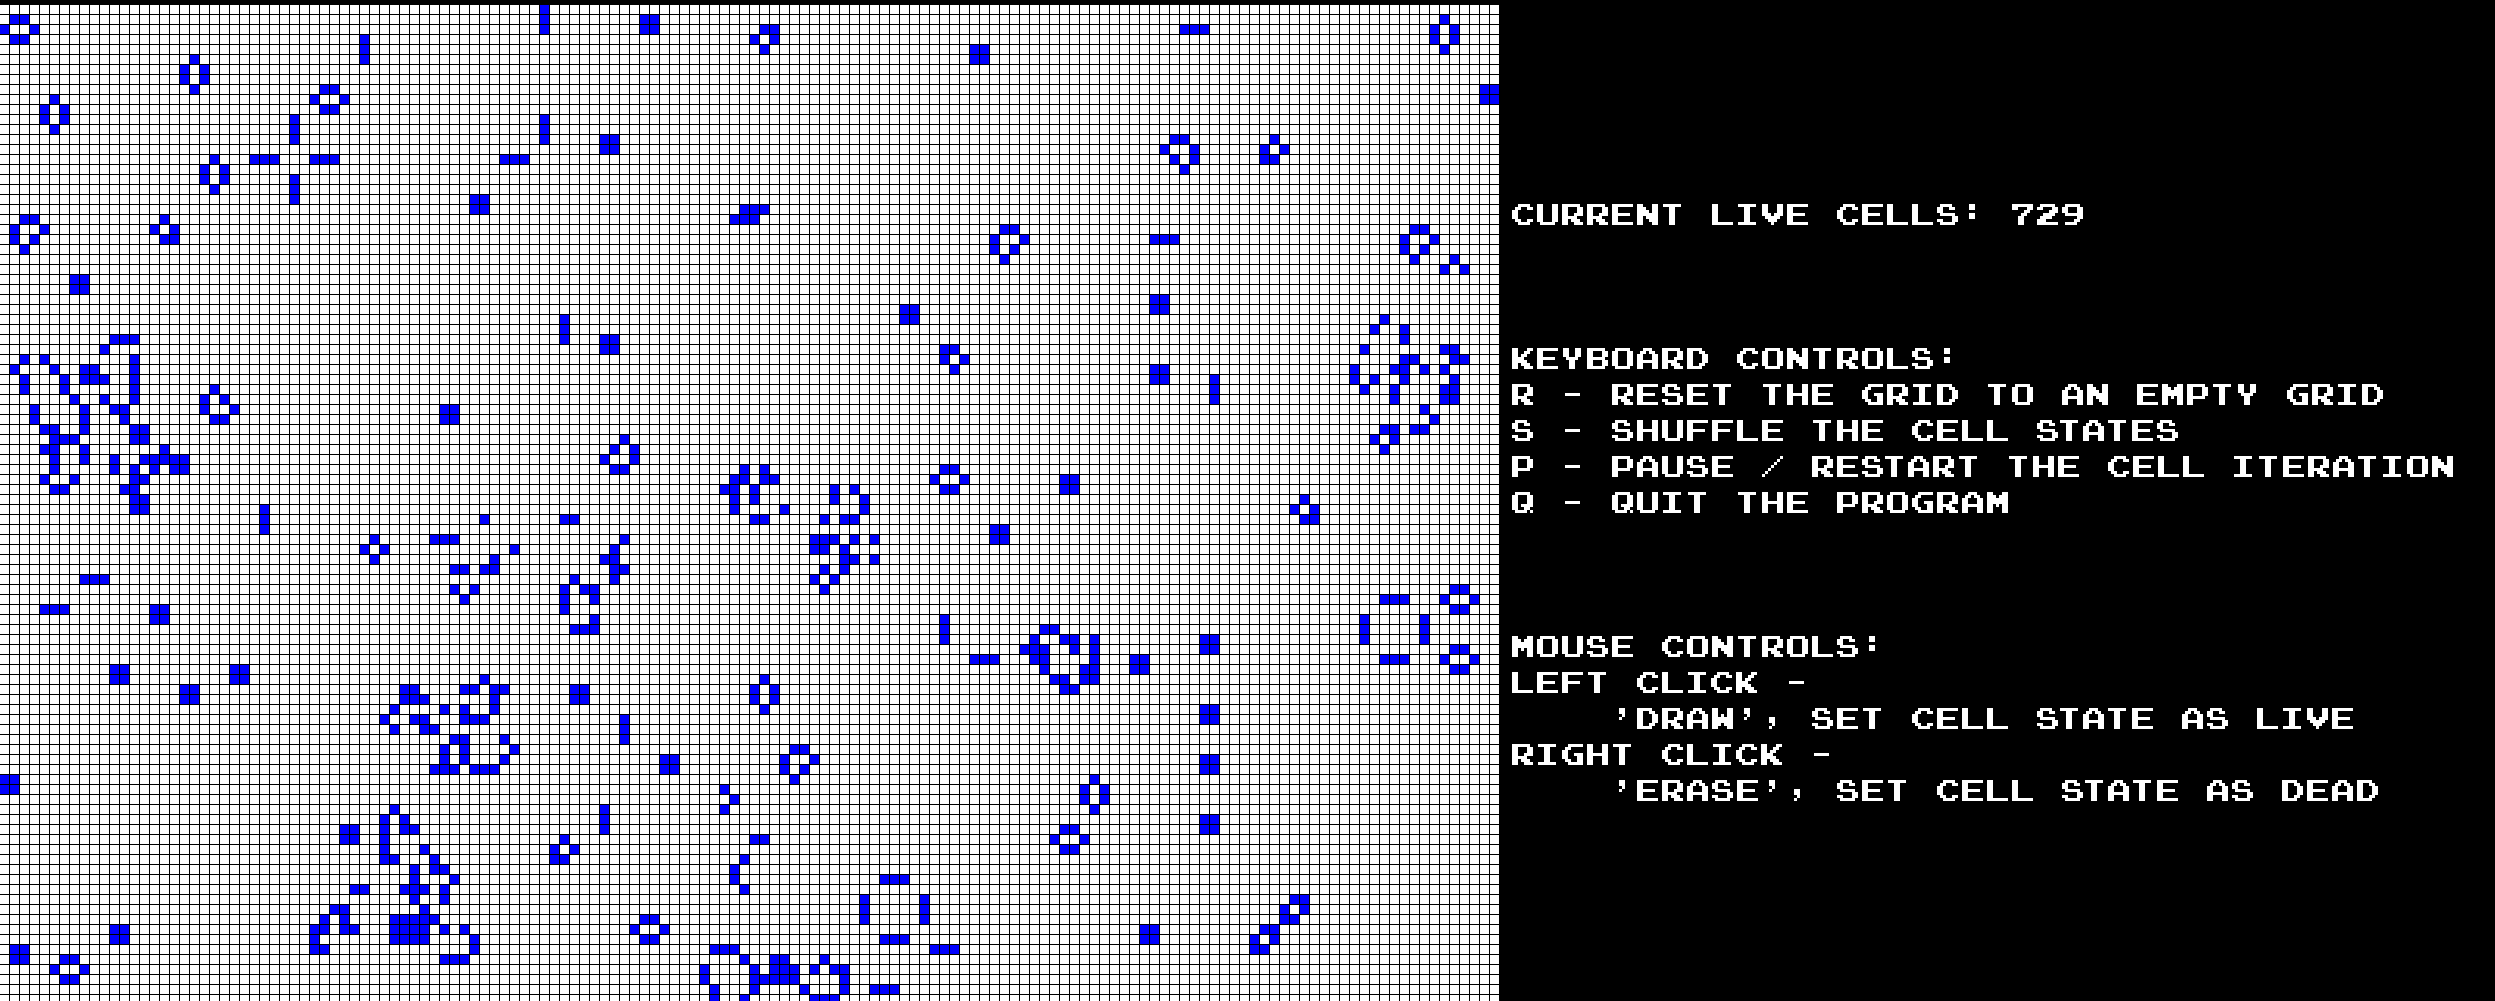 CURRENT LIVE CELLS: 729
KEYBOARD CONTROLS:
R - RESET THE GRID TO AN EMPTY GRID
S - SHUFFLE THE CELL STATES
P - PAUSE / RESTART THE CELL ITERATION
Q - QUIT THE PROGRAM
MOUSE CONTROLS:
LEFT CLICK -
'DRAW', SET CELL STATE AS LIVE
RIGHT CLICK -
'ERASE', SET CELL STATE AS DEAD